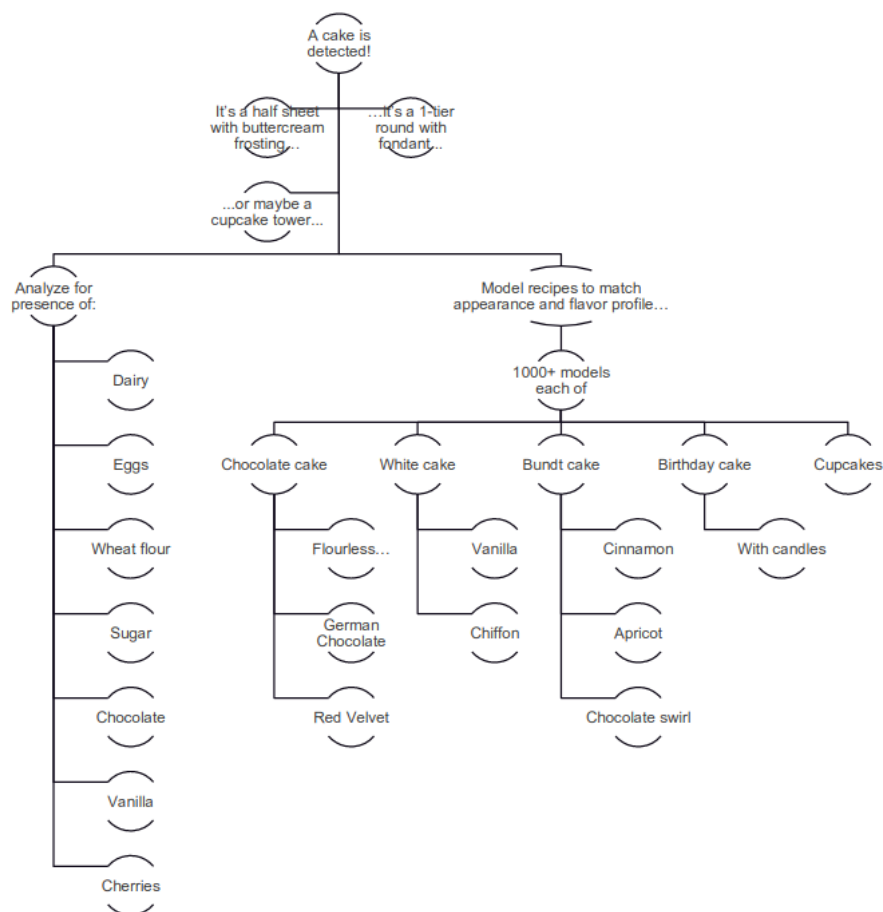 A cake is
detected!
It's a half sheet
with buttercream
frosting...
…It's a 1-tier
round with
fondant...
...or maybe a
cupcake tower...
Analyze for
presence of:
Model recipes to match
appearance and flavor profile…
1000+ models
each of
Dairy
Eggs
Wheat flour
Sugar
Chocolate
Vanilla
Cherries
Chocolate cake
Flourless…
German
Chocolate
Red Velvet
White cake
Vanilla
Chiffon
Bundt cake
Cinnamon
Apricot
Chocolate swirl
Birthday cake
With candles
Cupcakes